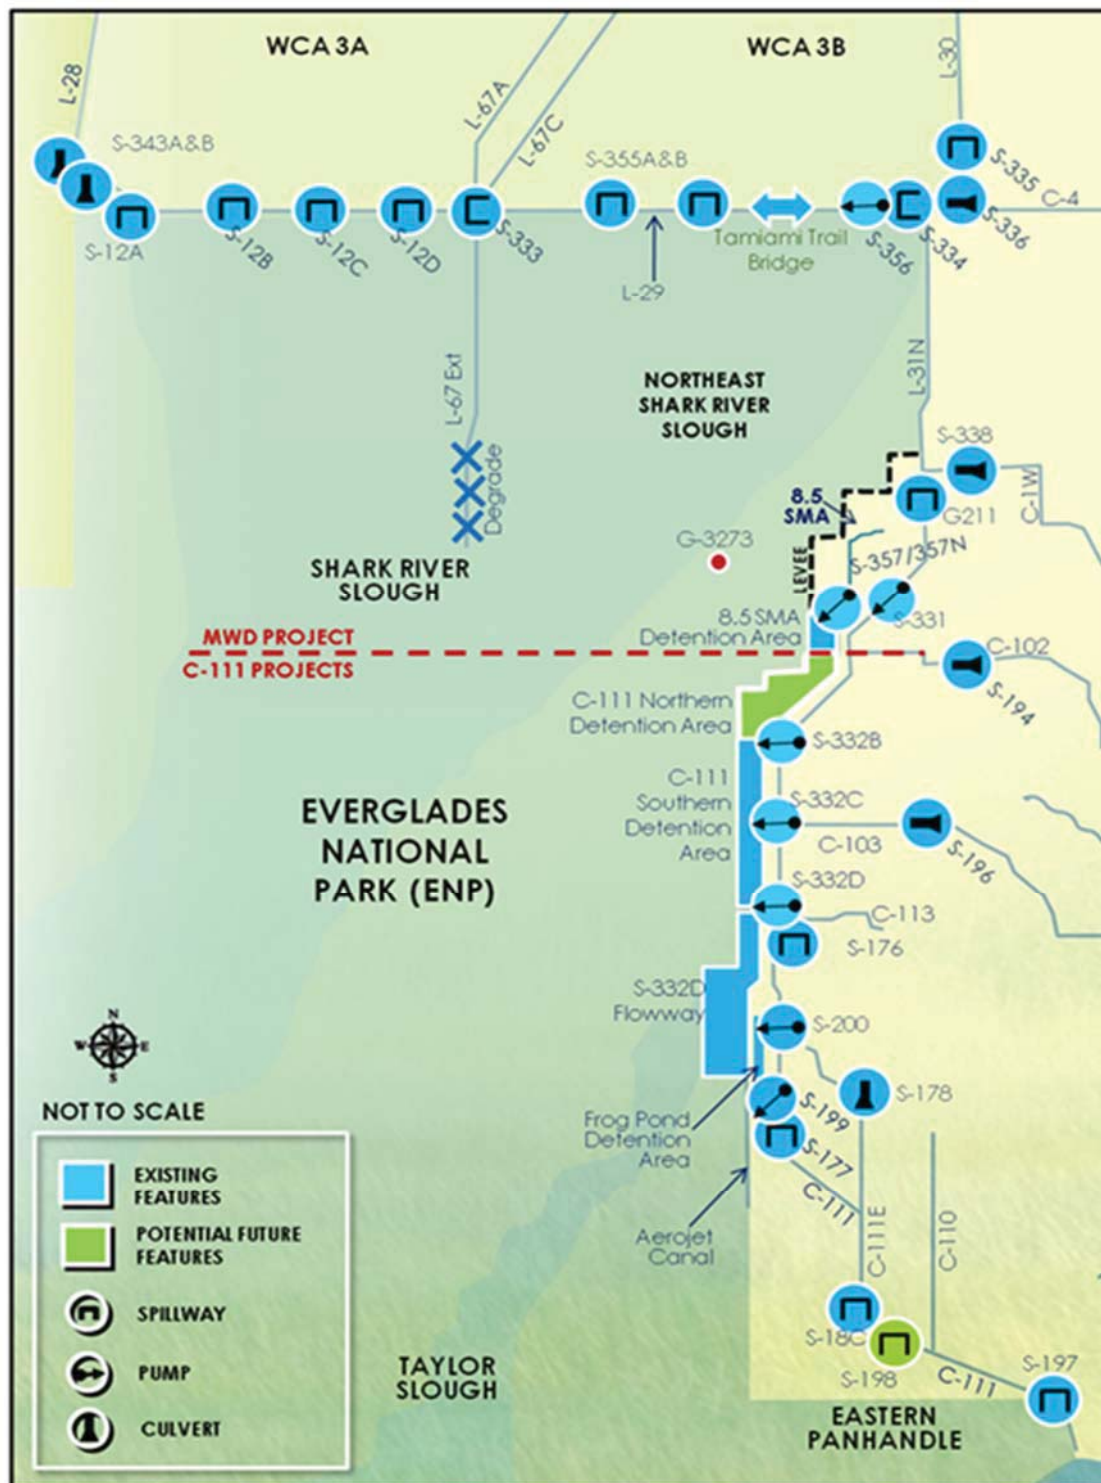 WCA 3A
WCA 3B
L-28
L-67A
L-67C
L-30
S-343A&B
S-355A&B
S-335
C-4
S-12A
S-12B
S-12C
S-12D
S-333
L-29
Tamiami Trail
Bridge
S-356
S-334
S-336
L-67 Ext
Degrade
NORTHEAST
SHARK RIVER
SLOUGH
L-31N
S-338
C-1W
8.5
SMA
G211
G-3273
LEVEE
S-357/357N
SHARK RIVER
SLOUGH
8.5 SMA
Detention Area
S-331
MWD PROJECT
C-111 PROJECTS
C-102
S-194
C-111 Northern
Detention Area
S-332B
C-111
Southern
Detention
Area
S-332C
C-103
S-196
EVERGLADES
NATIONAL
PARK (ENP)
S-332D
C-113
S-176
S-332D
Flowway
S-200
N
W
E
S
NOT TO SCALE
S-178
S-199
Frog Pond
Detention
Area
S-177
C-111
Aerojet
Canal
C-111E
C-110
EXISTING
FEATURES
POTENTIAL FUTURE
FEATURES
SPILLWAY
PUMP
CULVERT
S-18C
S-198
C-111
S-197
TAYLOR
SLOUGH
EASTERN
PANHANDLE